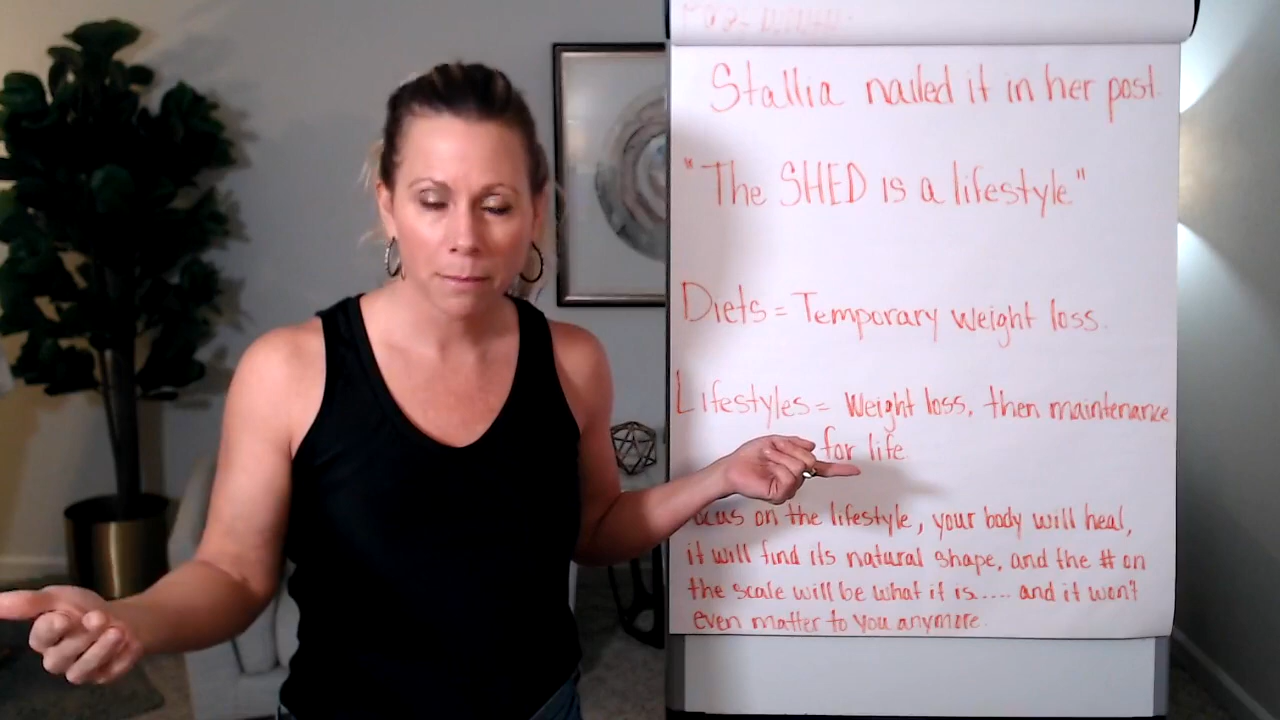 Stallia nailed it in her post.
"The SHED is a lifestyle"
Diets = Temporary weight loss.
Lifestyles = Weight loss, then maintenance
for life.
on the lifestyle, your body will heal,
it will find its natural shape, and the # on
the scale will be what it is..... and it won't
even matter to you anymore.